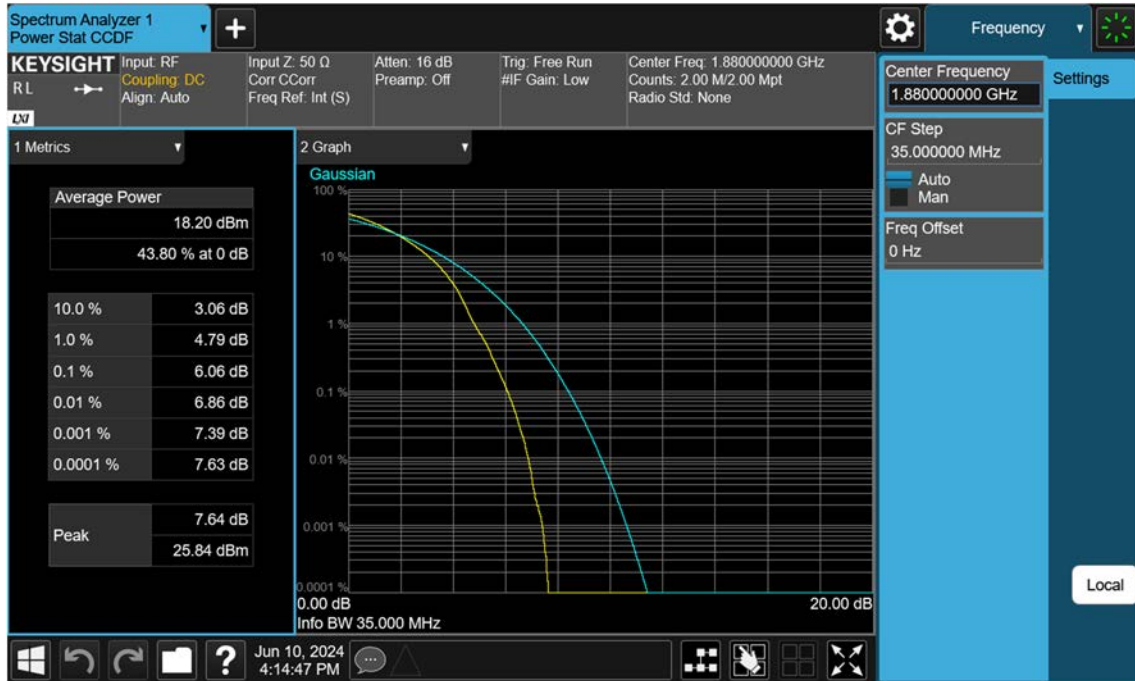 Spectrum Analyzer 1
Power Stat CCDF
+
Frequency
KEYSIGHT
RL
LXI
Input: RF
Coupling: DC
Align: Auto
Input Z: 50 Ω
Corr CCorr
Freq Ref: Int (S)
Atten: 16 dB
Preamp: Off
Trig: Free Run
#IF Gain: Low
Center Freq: 1.880000000 GHz
Counts: 2.00 M/2.00 Mpt
Radio Std: None
Center Frequency
1.880000000 GHz
Settings
CF Step
35.000000 MHz
Auto
Man
Freq Offset
0 Hz
Local
1 Metrics
Average Power
18.20 dBm
43.80 % at 0 dB
10.0 % 3.06 dB
1.0 % 4.79 dB
0.1 % 6.06 dB
0.01 % 6.86 dB
0.001 % 7.39 dB
0.0001 % 7.63 dB
Peak
7.64 dB
25.84 dBm
2 Graph
Gaussian
100 %
10 %
1 %
0.1 %
0.01 %
0.001 %
0.0001 %
0.00 dB 20.00 dB
Info BW 35.000 MHz
?
Jun 10, 2024
4:14:47 PM